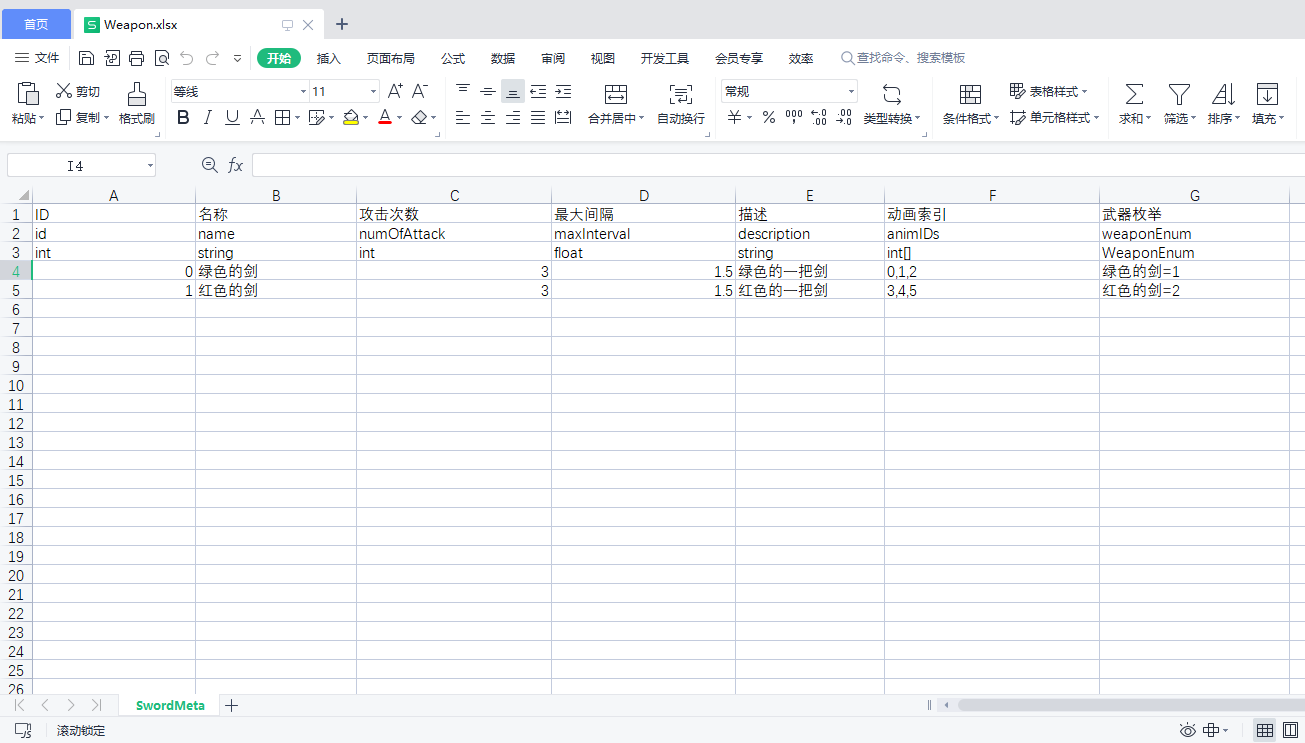 首页 Weapon.xlsx
文件 开始 插入 页面布局 公式 数据 审阅 视图 开发工具 会员专享 效率 查找命令、搜索模板
粘贴 剪切 复制 格式刷 等线 11 合并居中 自动换行 常规 类型转换 条件格式 表格样式 单元格样式 求和 筛选 排序 填充
I4 fx
A B C D E F G
1 ID 名称 攻击次数 最大间隔 描述 动画索引 武器枚举
2 id name numOfAttack maxInterval description animIDs weaponEnum
3 int string int float string int[] WeaponEnum
4 0 绿色的剑 3 1.5 绿色的一把剑 0,1,2 绿色的剑=1
5 1 红色的剑 3 1.5 红色的一把剑 3,4,5 红色的剑=2
6
7
8
9
10
11
12
13
14
15
16
17
18
19
20
21
22
23
24
25
26
SwordMeta
滚动锁定